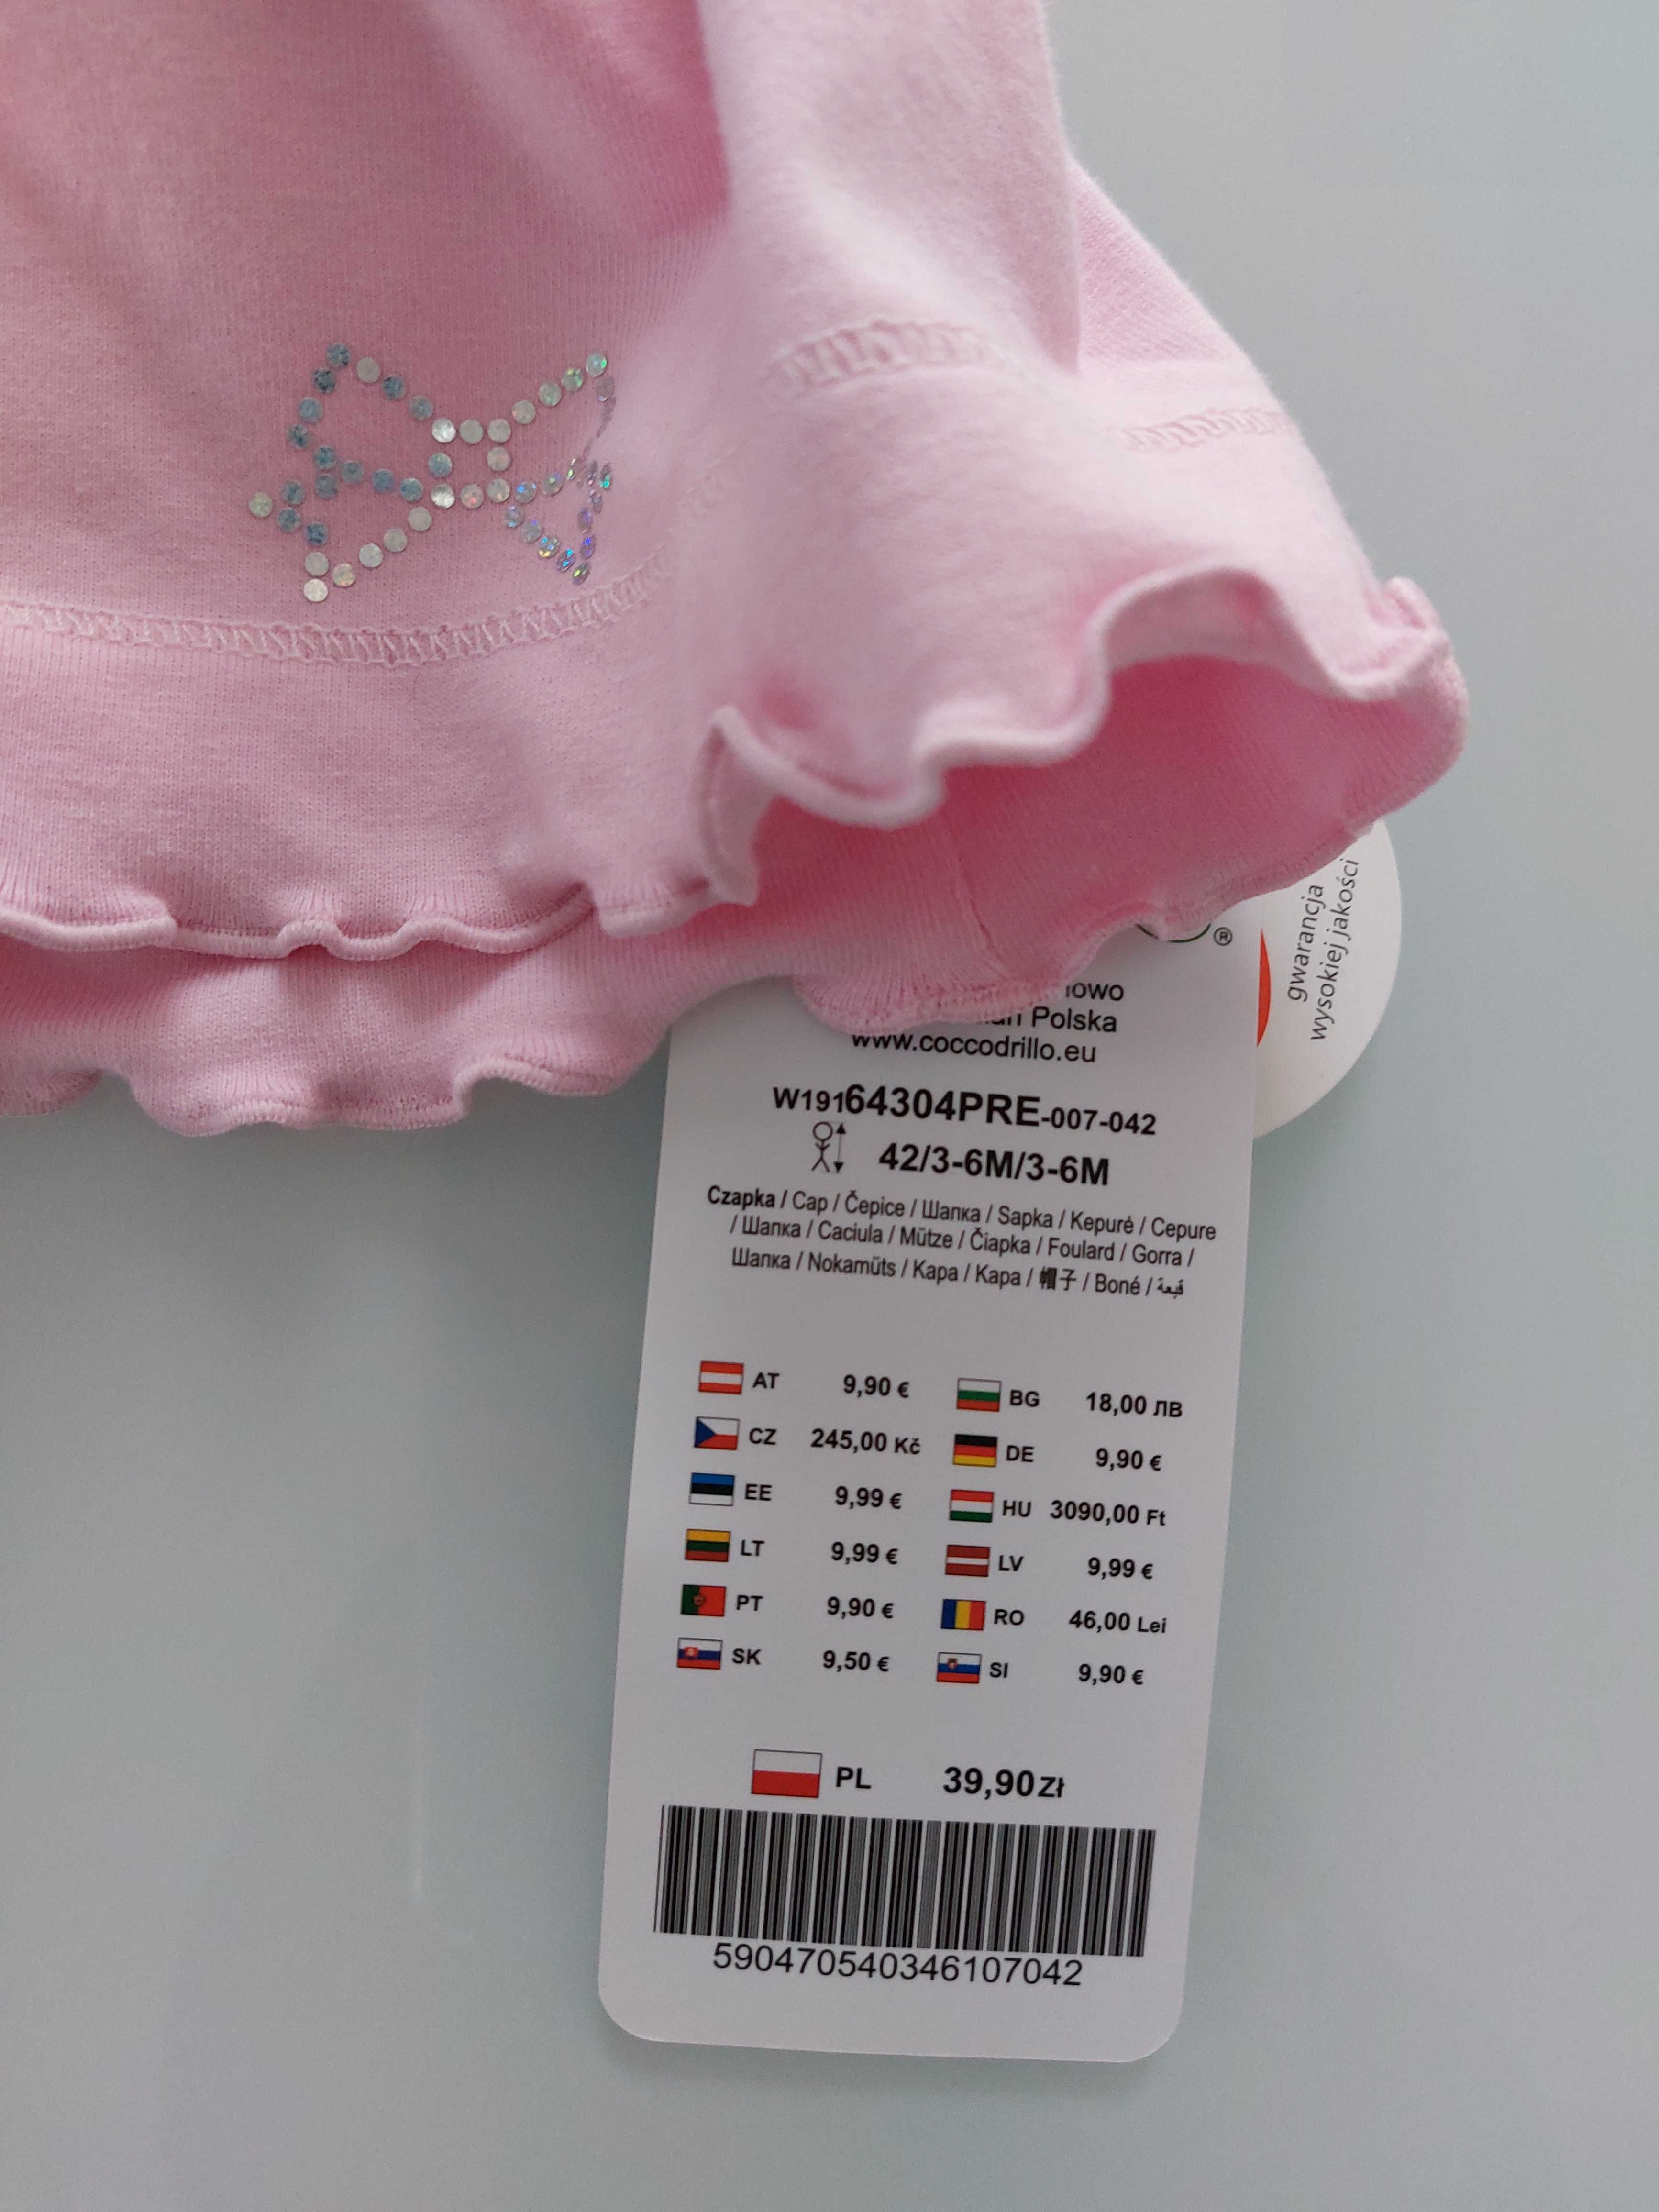 ®
Polska
www.coccodrillo.eu
W19164304PRE-007-042
42/3-6M/3-6M
Czapka / Cap / Čepice / Шапка / Sapka / Kepurė / Cepure
/ Шапка / Caciula / Mütze / Čiapka / Foulard / Gorra /
Шапка / Nokamüts / Kapa / Kapa / 帽子 / Boné / قبعة
AT 9,90 € BG 18,00 ЛВ
CZ 245,00 Kč DE 9,90 €
EE 9,99 € HU 3090,00 Ft
LT 9,99 € LV 9,99 €
PT 9,90 € RO 46,00 Lei
SK 9,50 € SI 9,90 €
PL 39,90 Zł
590470540346107042
gwarancja
wysokiej jakości